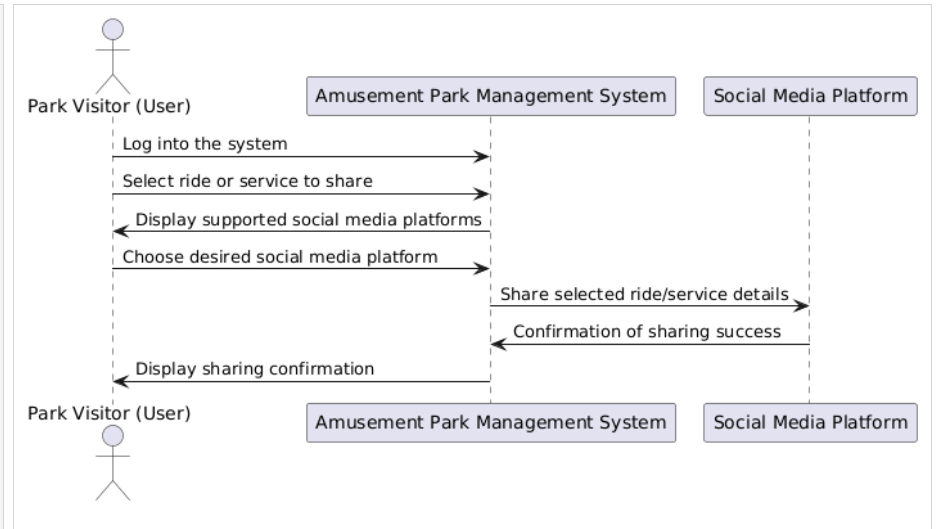 Park Visitor (User)
Amusement Park Management System
Social Media Platform
Log into the system
Select ride or service to share
Display supported social media platforms
Choose desired social media platform
Share selected ride/service details
Confirmation of sharing success
Display sharing confirmation
Park Visitor (User)
Amusement Park Management System
Social Media Platform